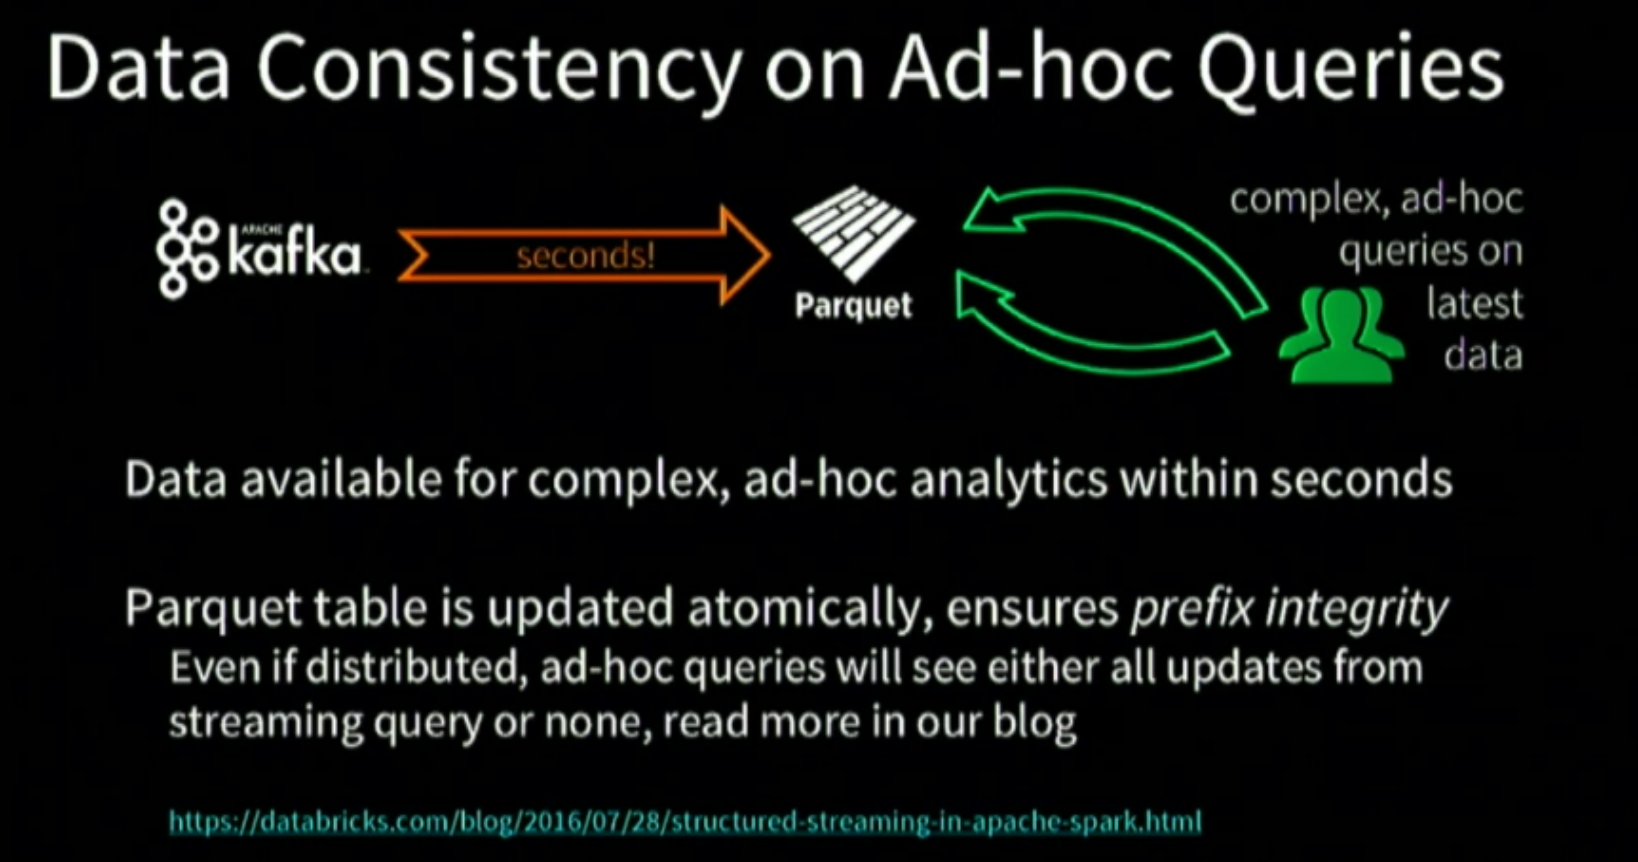 Data Consistency on Ad-hoc Queries
APACHE
kafka
seconds!
Parquet
complex, ad-hoc
queries on
latest
data
Data available for complex, ad-hoc analytics within seconds
Parquet table is updated atomically, ensures prefix integrity
Even if distributed, ad-hoc queries will see either all updates from
streaming query or none, read more in our blog
https://databricks.com/blog/2016/07/28/structured-streaming-in-apache-spark.html